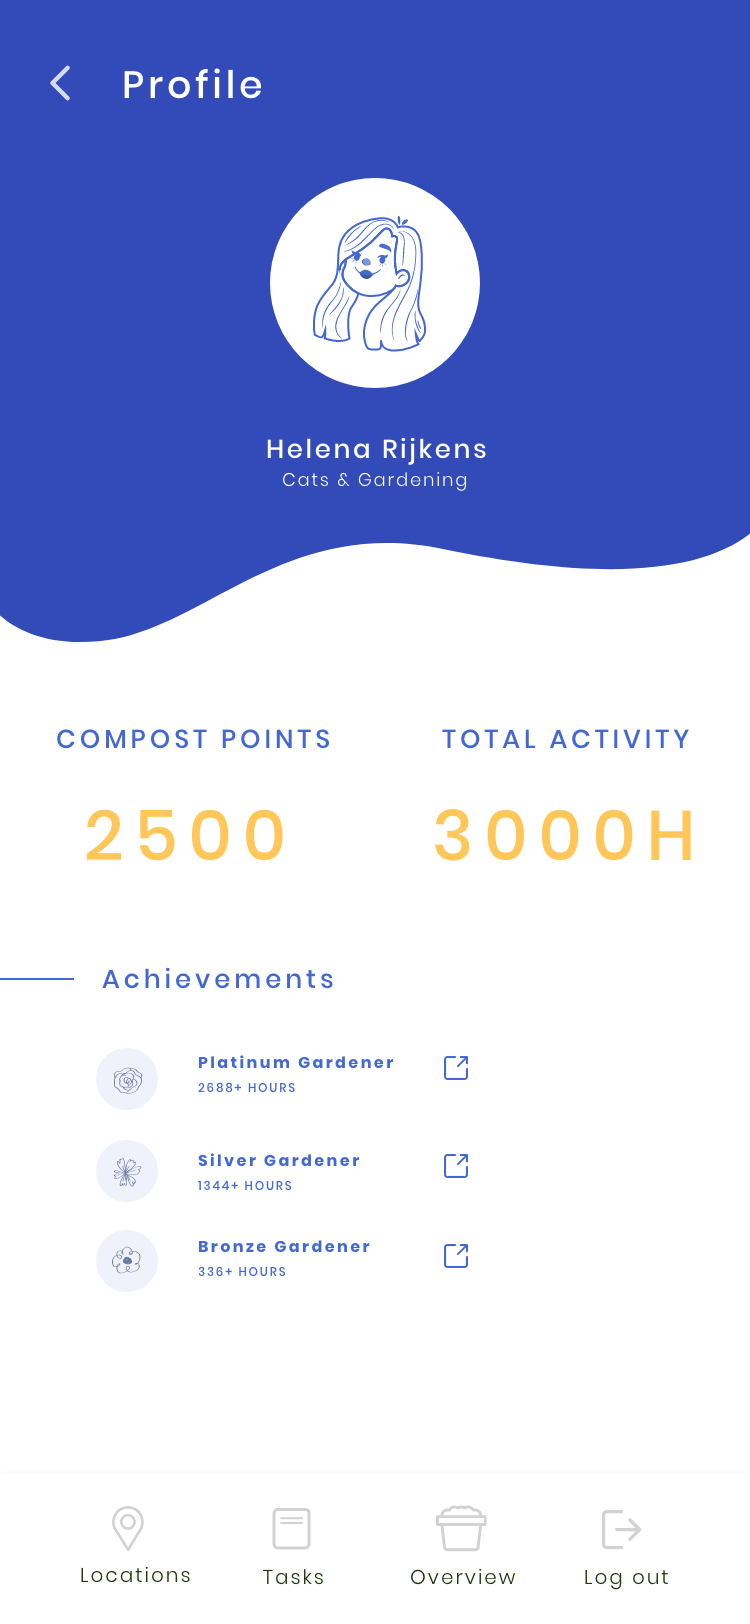 Profile
Helena Rijkens
Cats & Gardening
COMPOST POINTS
TOTAL ACTIVITY
2500
3000H
Achievements
Platinum Gardener
2688+ HOURS
Silver Gardener
1344+ HOURS
Bronze Gardener
336+ HOURS
Locations
Tasks
Overview
Log out